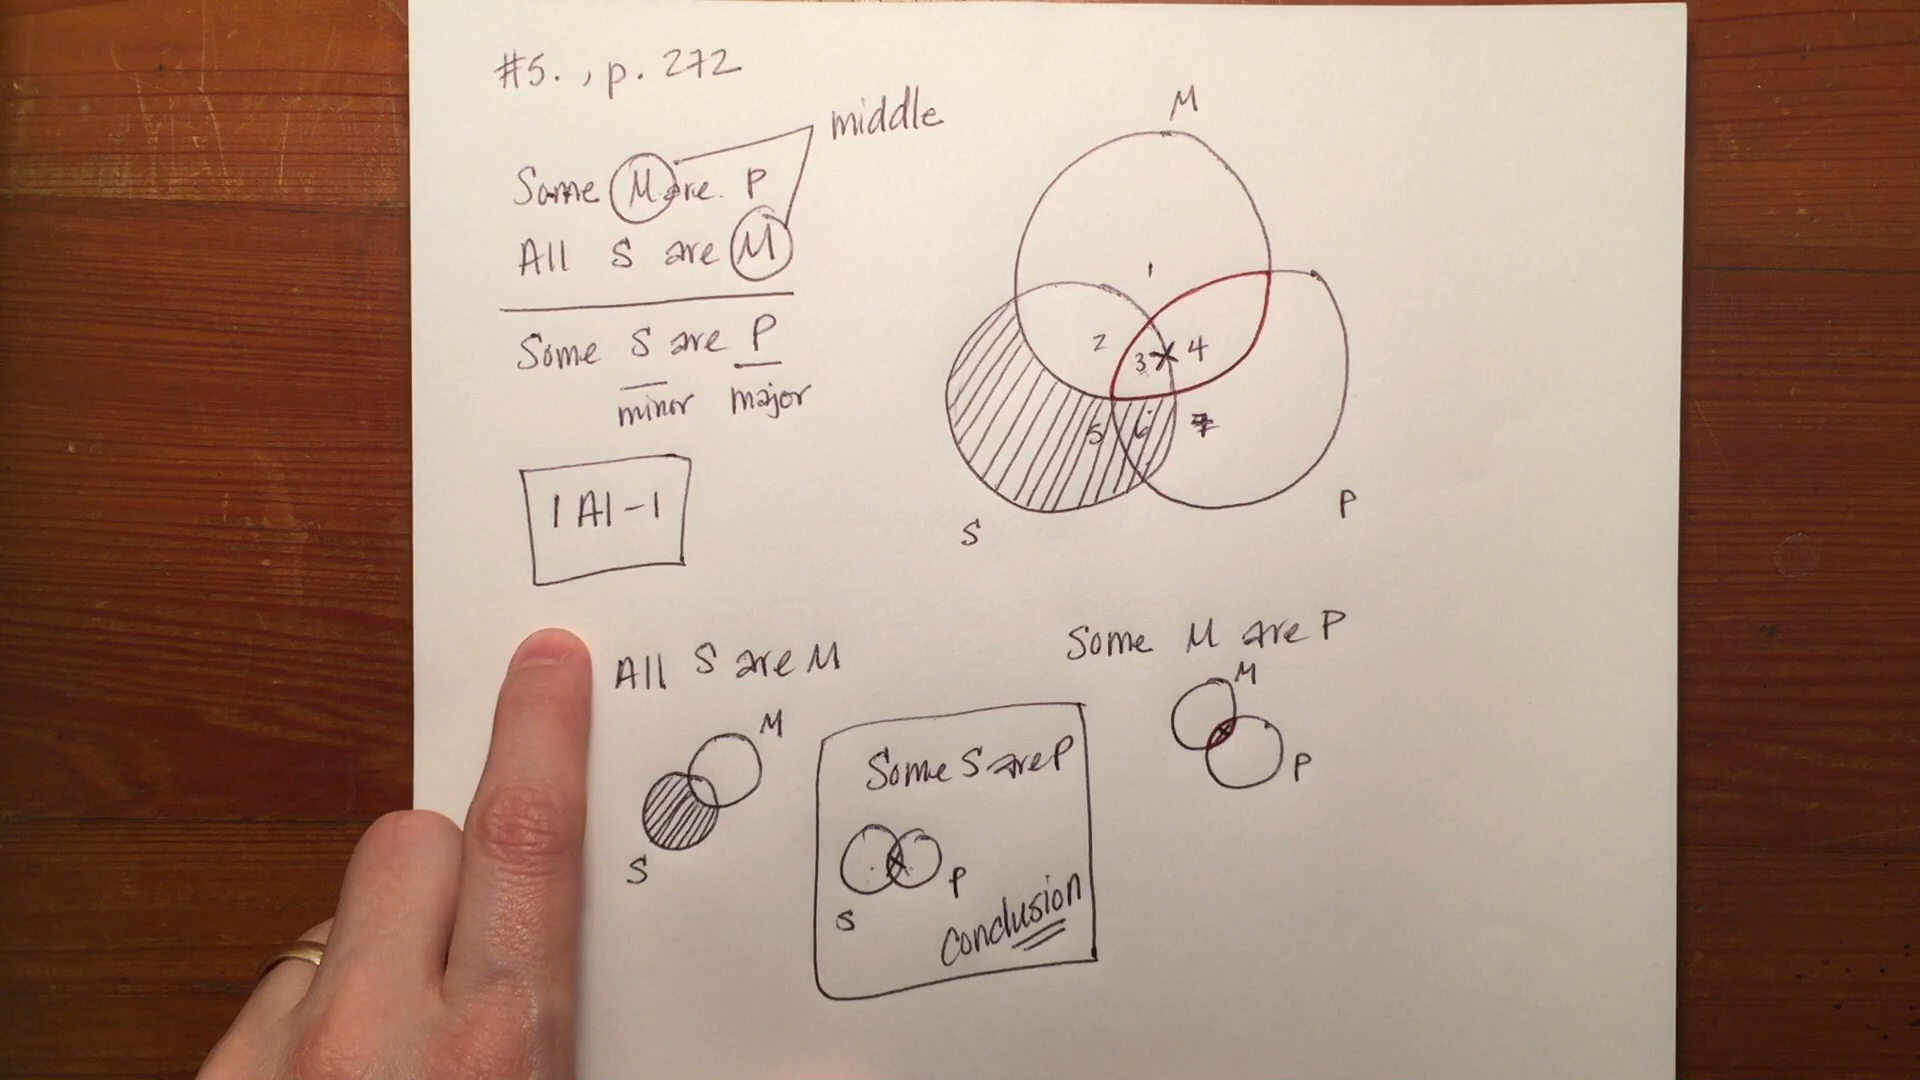 #5., p. 272
middle
Some M are P
All S are M
Some S are P
minor major
IAI-1
M
1
2 3 4
5 6 7
S P
All S are M
M
S
Some S are P
S P
conclusion
Some M are P
M
P